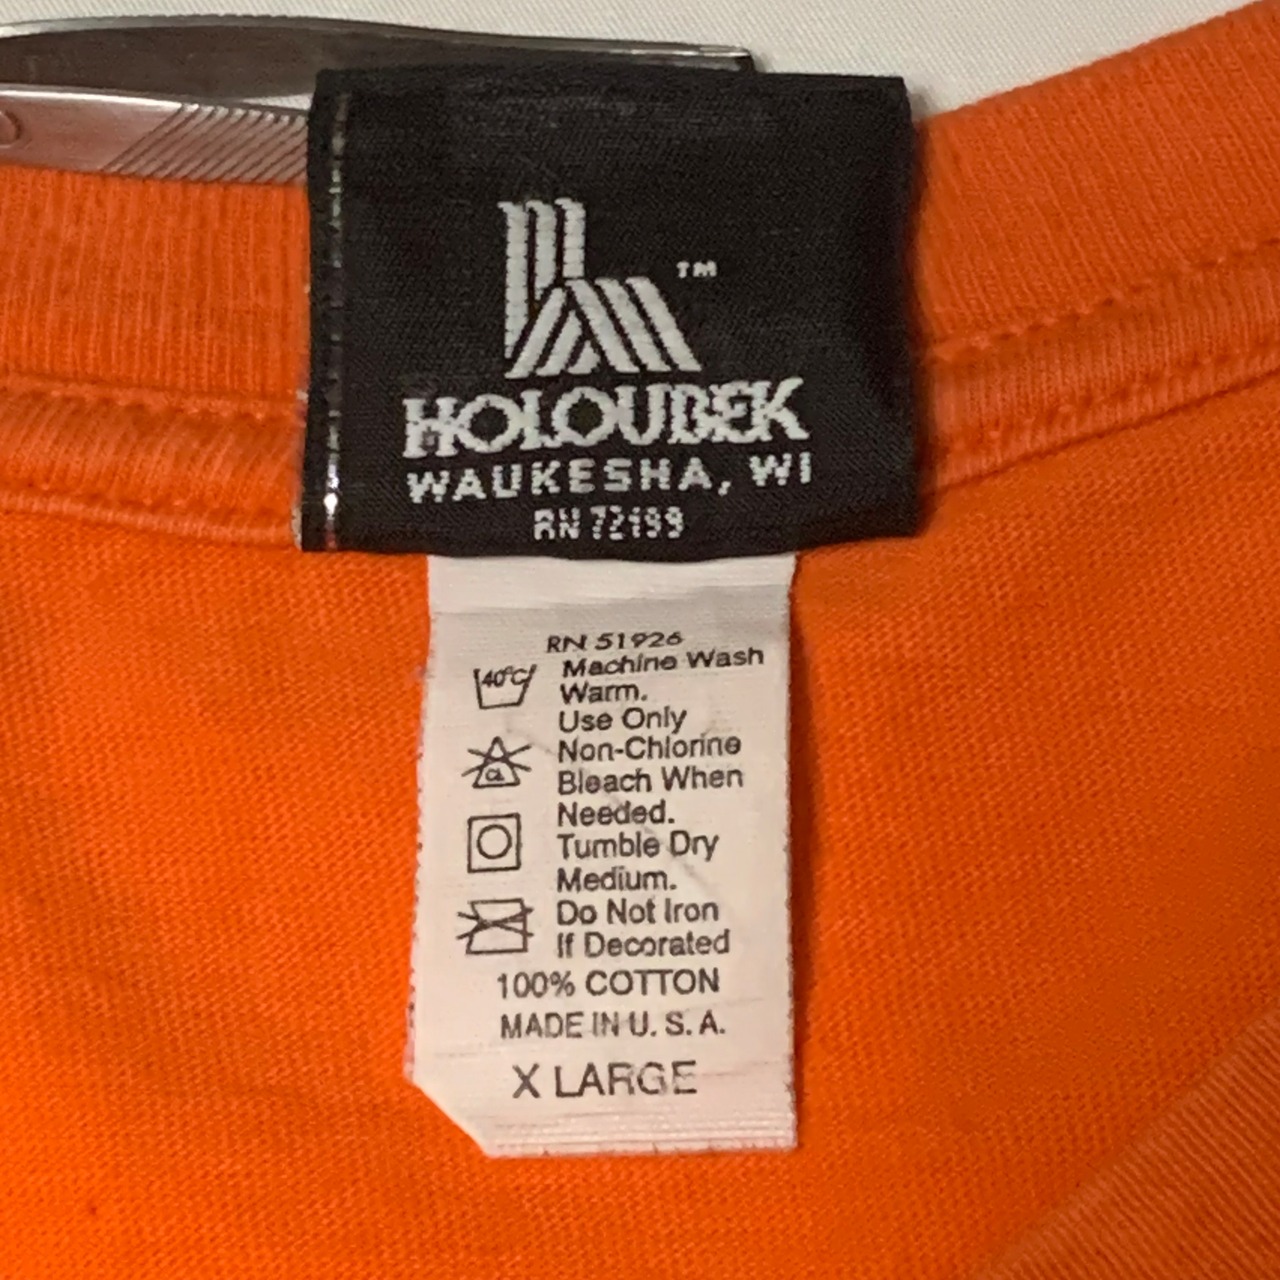 TM
HOLOUBEK
WAUKESHA, WI
RN 72199
RN 51926
40°C
Machine Wash
Warm.
Use Only
CL
Non-Chlorine
Bleach When
Needed.
Tumble Dry
Medium.
Do Not Iron
If Decorated
100% COTTON
MADE IN U. S. A.
X LARGE